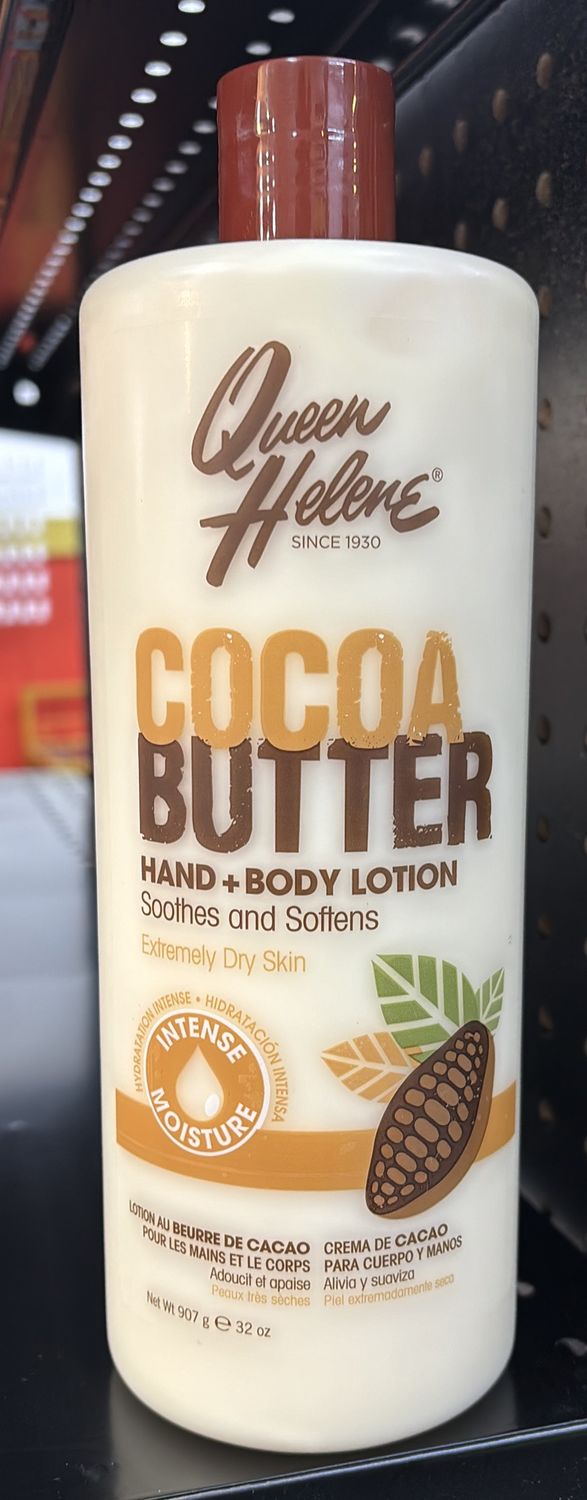 Queen
Helene®
SINCE 1930
COCOA
BUTTER
HAND + BODY LOTION
Soothes and Softens
Extremely Dry Skin
HYDRATATION INTENSE • HIDRATACIÓN INTENSA
INTENSE
MOISTURE
LOTION AU BEURRE DE CACAO
POUR LES MAINS ET LE CORPS
Adoucit et apaise
Peaux très sèches
CREMA DE CACAO
PARA CUERPO Y MANOS
Alivia y suaviza
Piel extremadamente seca
Net Wt 907 g ℮ 32 oz